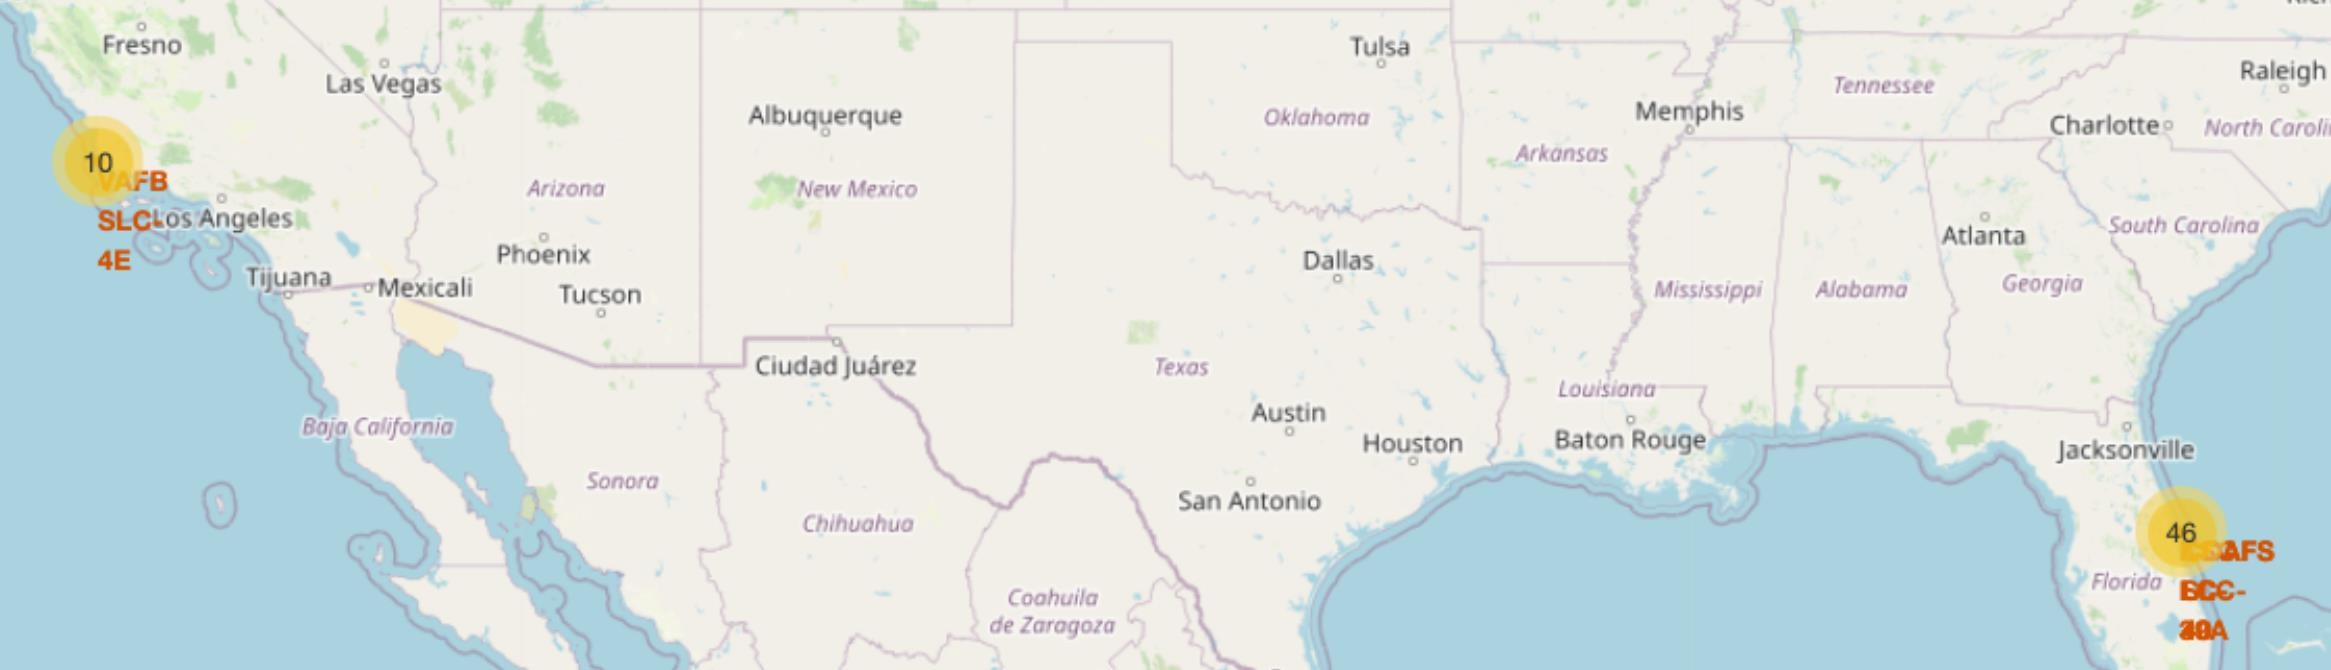 Fresno
Tulsa
Las Vegas
Raleigh
Tennessee
Albuquerque
Memphis
Oklahoma
Charlotte
North Caroli
10
Arkansas
VAFB
Arizona
New Mexico
SLC-
Los Angeles
South Carolina
Atlanta
4E
Phoenix
Dallas
Tijuana
Mexicali
Tucson
Mississippi
Alabama
Georgia
Ciudad Juárez
Texas
Louisiana
Baja California
Austin
Houston
Baton Rouge
Jacksonville
Sonora
San Antonio
Chihuahua
46
Florida
Coahuila
de Zaragoza